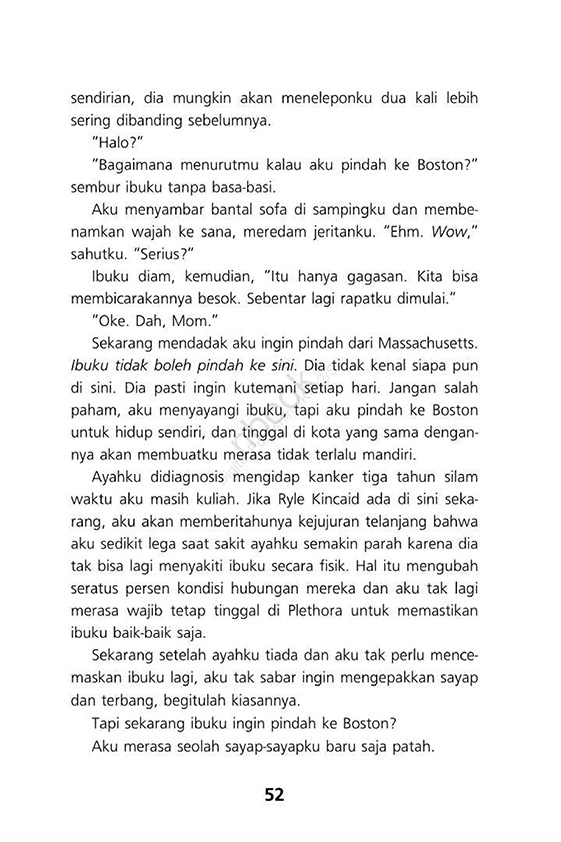 sendirian, dia mungkin akan meneleponku dua kali lebih
sering dibanding sebelumnya.
"Halo?"
"Bagaimana menurutmu kalau aku pindah ke Boston?"
sembur ibuku tanpa basa-basi.
Aku menyambar bantal sofa di sampingku dan membe-
namkan wajah ke sana, meredam jeritanku. "Ehm. Wow,"
sahutku. "Serius?"
Ibuku diam, kemudian, "Itu hanya gagasan. Kita bisa
membicarakannya besok. Sebentar lagi rapatku dimulai."
"Oke. Dah, Mom."
Sekarang mendadak aku ingin pindah dari Massachusetts.
Ibuku tidak boleh pindah ke sini. Dia tidak kenal siapa pun
di sini. Dia pasti ingin kutemani setiap hari. Jangan salah
paham, aku menyayangi ibuku, tapi aku pindah ke Boston
untuk hidup sendiri, dan tinggal di kota yang sama dengan-
nya akan membuatku merasa tidak terlalu mandiri.
Ayahku didiagnosis mengidap kanker tiga tahun silam
waktu aku masih kuliah. Jika Ryle Kincaid ada di sini seka-
rang, aku akan memberitahunya kejujuran telanjang bahwa
aku sedikit lega saat sakit ayahku semakin parah karena dia
tak bisa lagi menyakiti ibuku secara fisik. Hal itu mengubah
seratus persen kondisi hubungan mereka dan aku tak lagi
merasa wajib tetap tinggal di Plethora untuk memastikan
ibuku baik-baik saja.
Sekarang setelah ayahku tiada dan aku tak perlu mence-
maskan ibuku lagi, aku tak sabar ingin mengepakkan sayap
dan terbang, begitulah kiasannya.
Tapi sekarang ibuku ingin pindah ke Boston?
Aku merasa seolah sayap-sayapku baru saja patah.
52